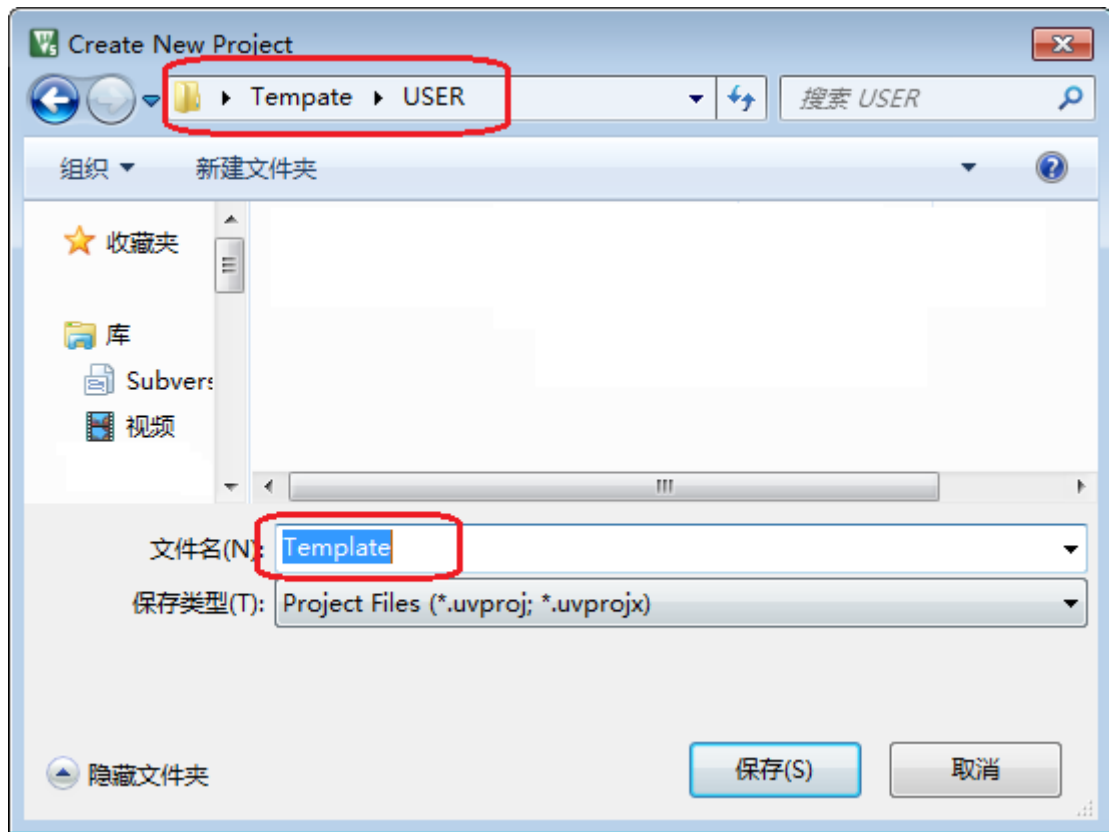 Create New Project
Tempate USER 搜索 USER
组织 新建文件夹
收藏夹
库
Subvers
视频
文件名(N): Template
保存类型(T): Project Files (*.uvproj; *.uvprojx)
隐藏文件夹 保存(S) 取消